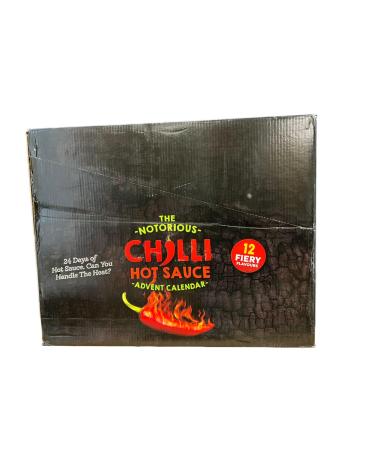 THE
-NOTORIOUS-
CHILLI
HOT SAUCE
-ADVENT CALENDAR-
24 Days of
Hot Sauce, Can You
Handle The Heat?
12
FIERY
FLAVOURS